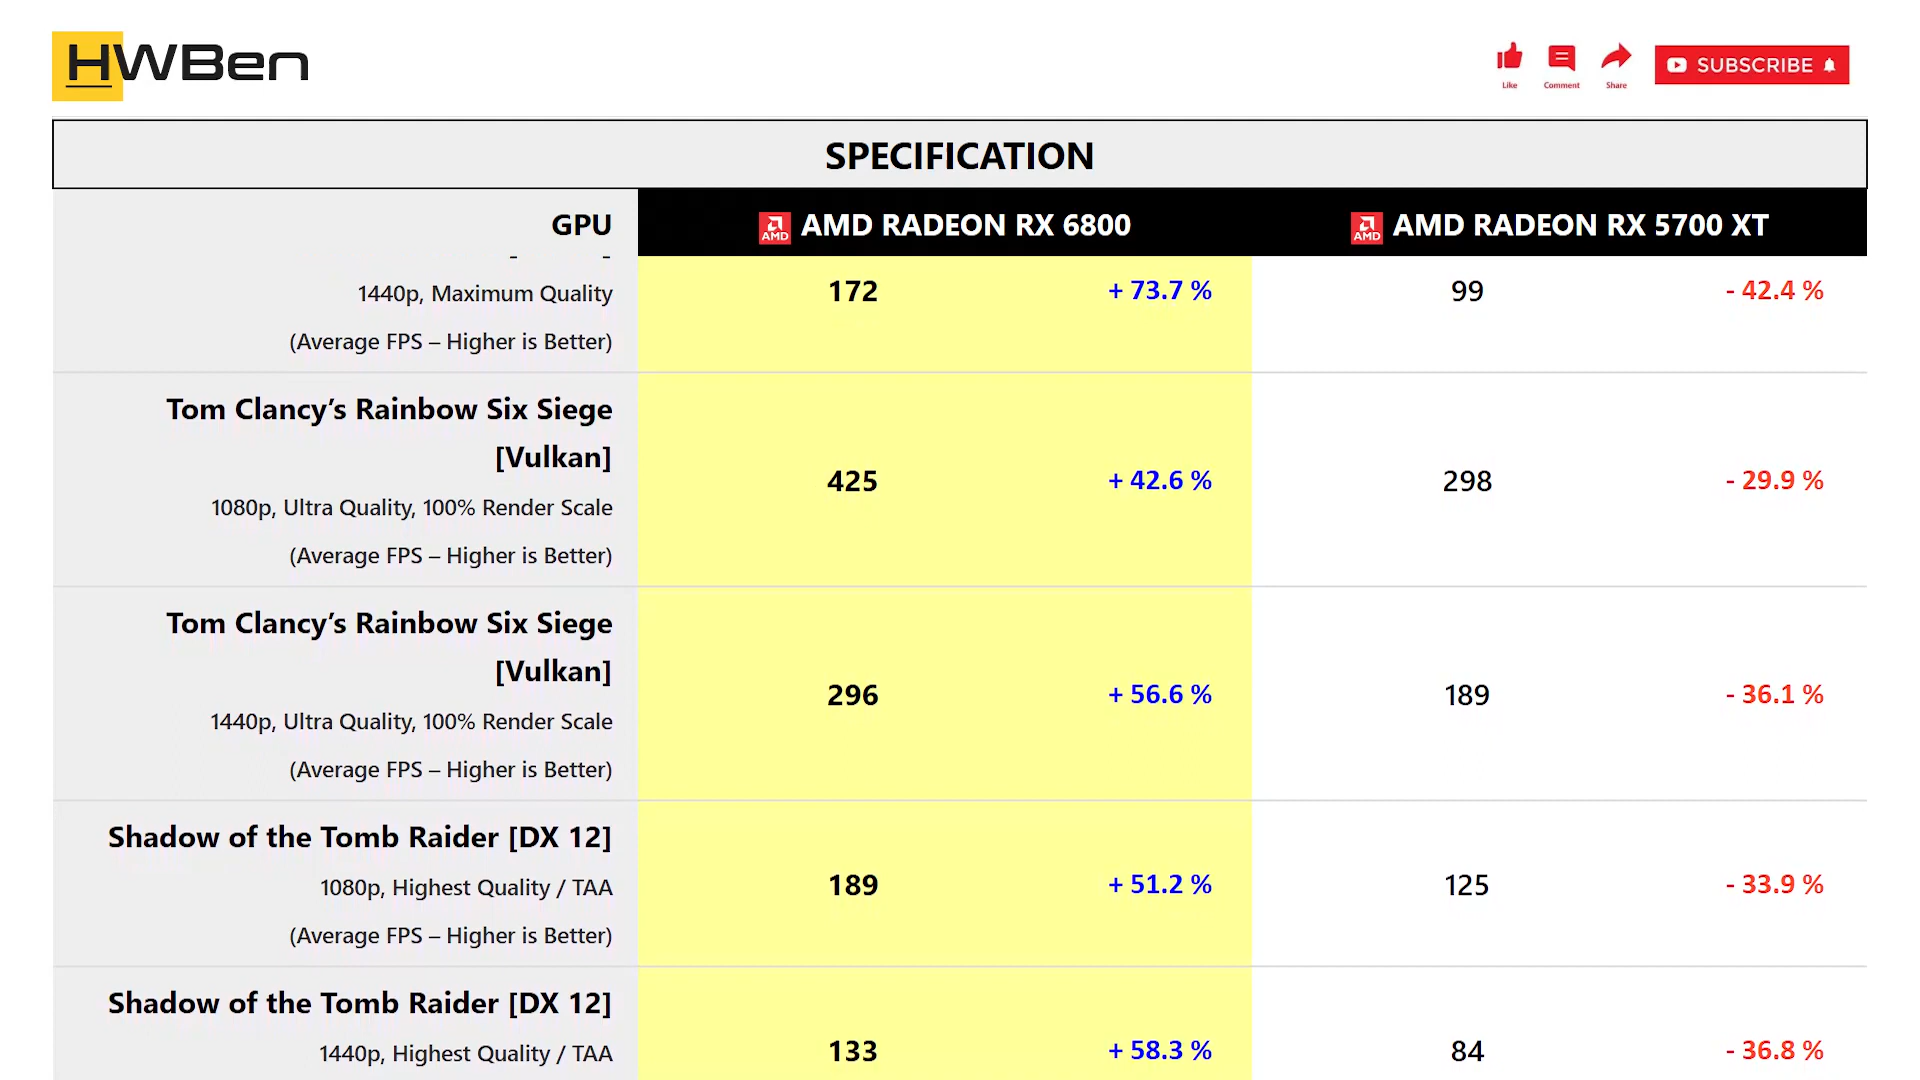 HWBen
Like
Comment
Share
SUBSCRIBE
SPECIFICATION
GPU
AMD AMD RADEON RX 6800
AMD AMD RADEON RX 5700 XT
1440p, Maximum Quality
(Average FPS – Higher is Better)
172
+ 73.7 %
99
- 42.4 %
Tom Clancy’s Rainbow Six Siege
[Vulkan]
1080p, Ultra Quality, 100% Render Scale
(Average FPS – Higher is Better)
425
+ 42.6 %
298
- 29.9 %
Tom Clancy’s Rainbow Six Siege
[Vulkan]
1440p, Ultra Quality, 100% Render Scale
(Average FPS – Higher is Better)
296
+ 56.6 %
189
- 36.1 %
Shadow of the Tomb Raider [DX 12]
1080p, Highest Quality / TAA
(Average FPS – Higher is Better)
189
+ 51.2 %
125
- 33.9 %
Shadow of the Tomb Raider [DX 12]
1440p, Highest Quality / TAA
133
+ 58.3 %
84
- 36.8 %